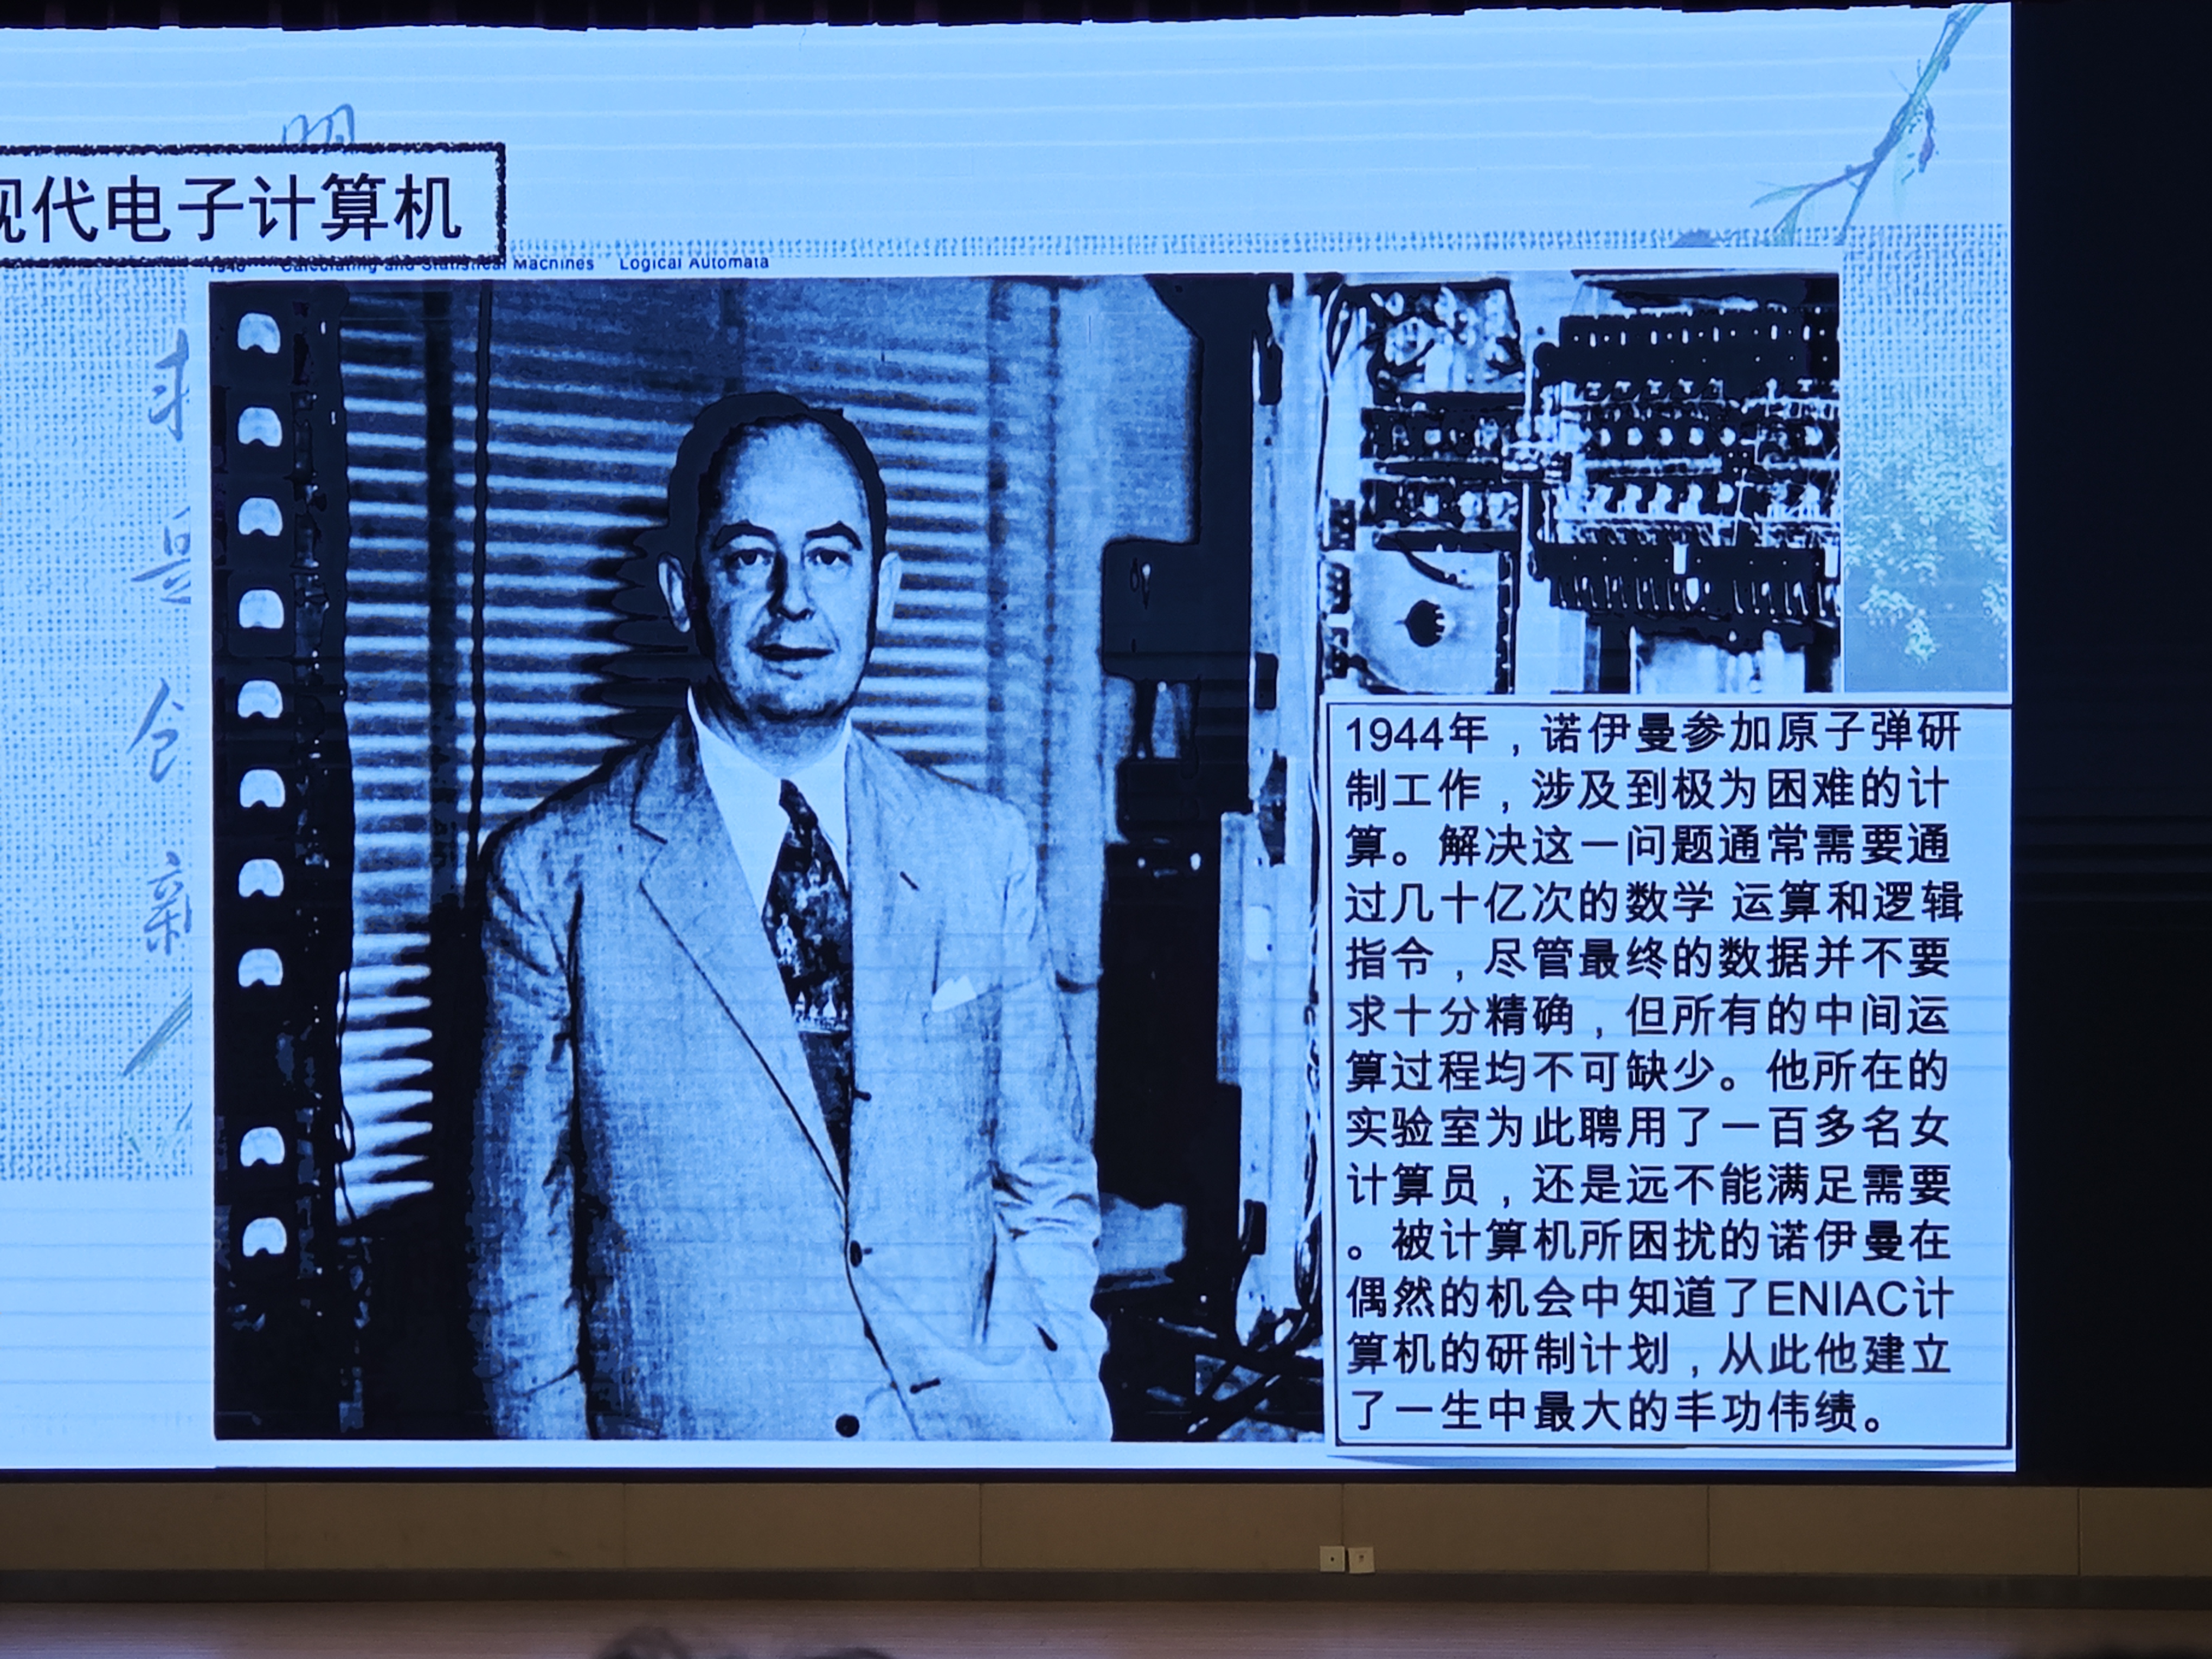 明
现代电子计算机
1946 Calculating and Statistical Machines Logical Automata
1944年，诺伊曼参加原子弹研
制工作，涉及到极为困难的计
算。解决这一问题通常需要通
过几十亿次的数学 运算和逻辑
指令，尽管最终的数据并不要
求十分精确，但所有的中间运
算过程均不可缺少。他所在的
实验室为此聘用了一百多名女
计算员，还是远不能满足需要
。被计算机所困扰的诺伊曼在
偶然的机会中知道了ENIAC计
算机的研制计划，从此他建立
了一生中最大的丰功伟绩。